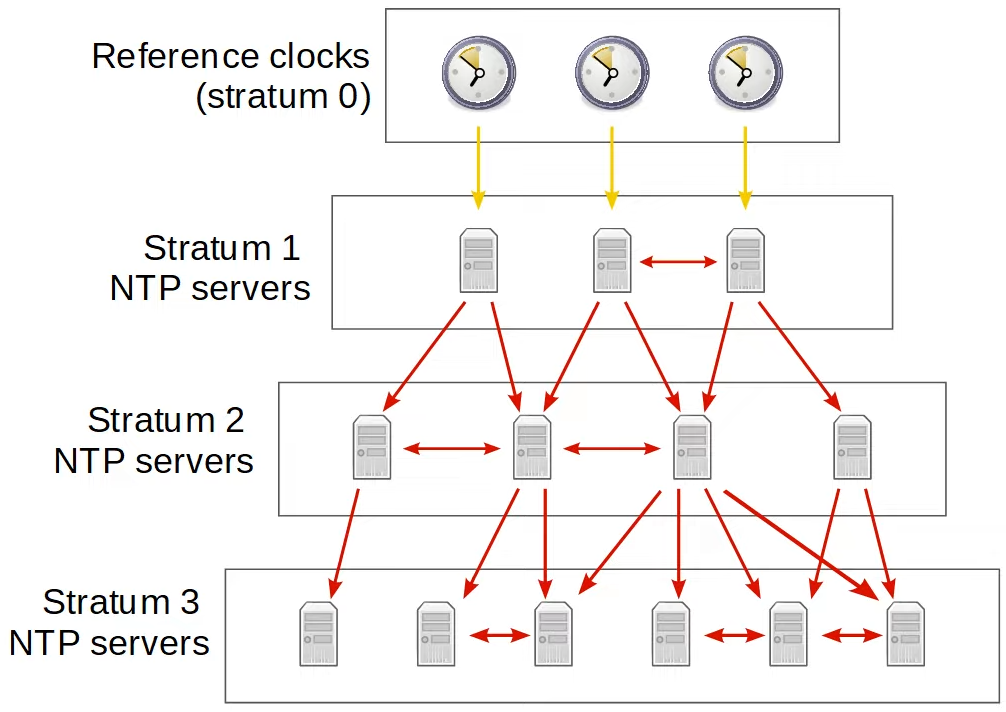 Reference clocks
(stratum 0)
Stratum 1
NTP servers
Stratum 2
NTP servers
Stratum 3
NTP servers